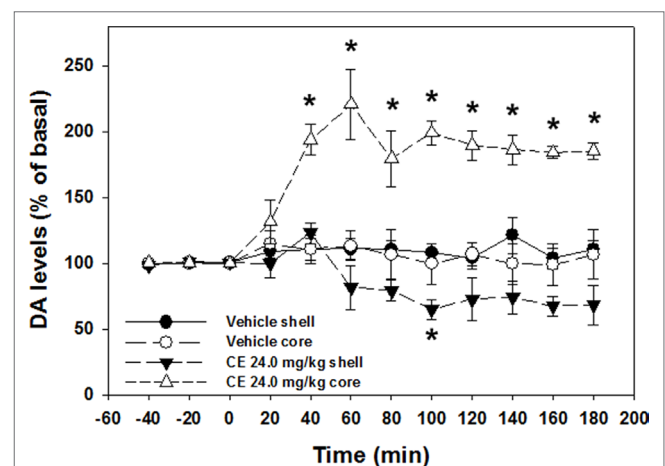 DA levels (% of basal)
250
200
150
100
50
0
* * * * * * * *
*
Vehicle shell
Vehicle core
CE 24.0 mg/kg shell
CE 24.0 mg/kg core
-60 -40 -20 0 20 40 60 80 100 120 140 160 180 200
Time (min)